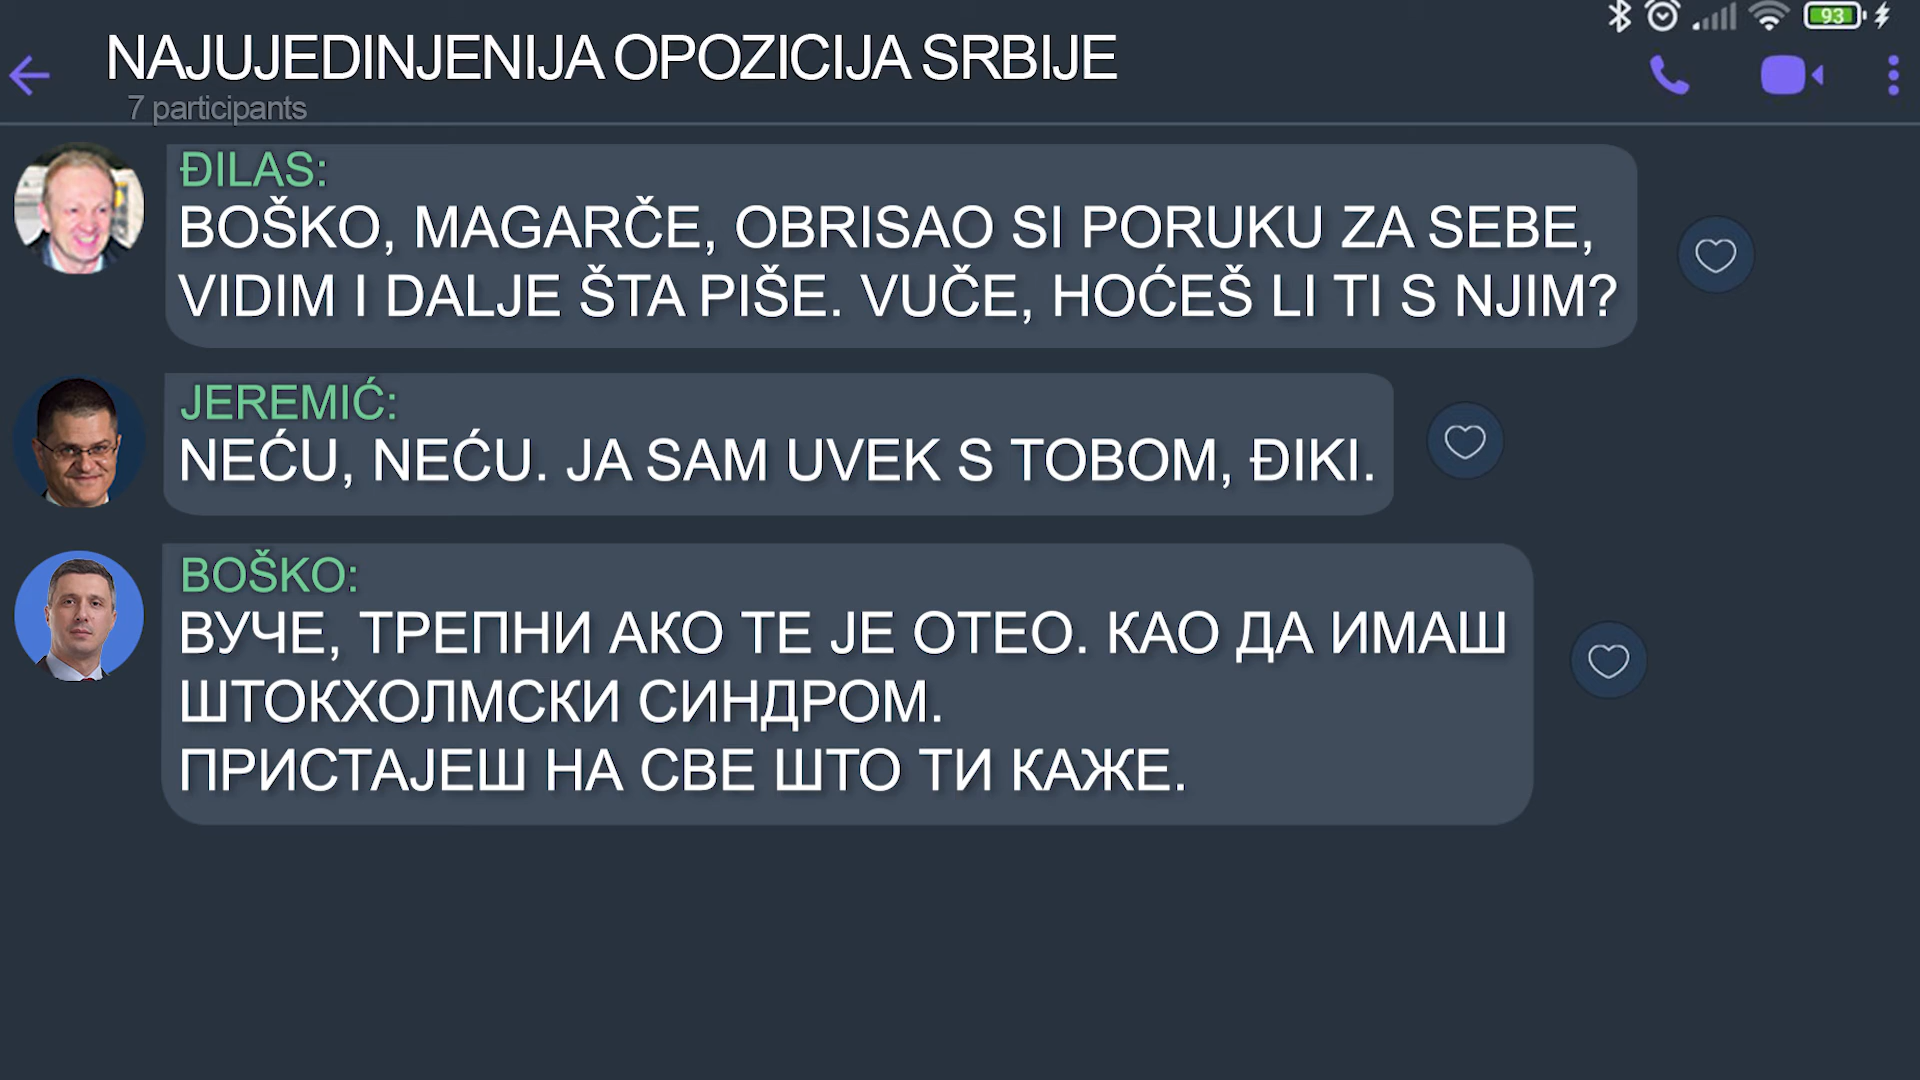 93
NAJUJEDINJENIJA OPOZICIJA SRBIJE
7 participants
ĐILAS:
BOŠKO, MAGARČE, OBRISAO SI PORUKU ZA SEBE,
VIDIM I DALJE ŠTA PIŠE. VUČE, HOĆEŠ LI TI S NJIM?
JEREMIĆ:
NEĆU, NEĆU. JA SAM UVEK S TOBOM, ĐIKI.
BOŠKO:
ВУЧЕ, ТРЕПНИ АКО ТЕ ЈЕ ОТЕО. КАО ДА ИМАШ
ШТОКХОЛМСКИ СИНДРОМ.
ПРИСТАЈЕШ НА СВЕ ШТО ТИ КАЖЕ.